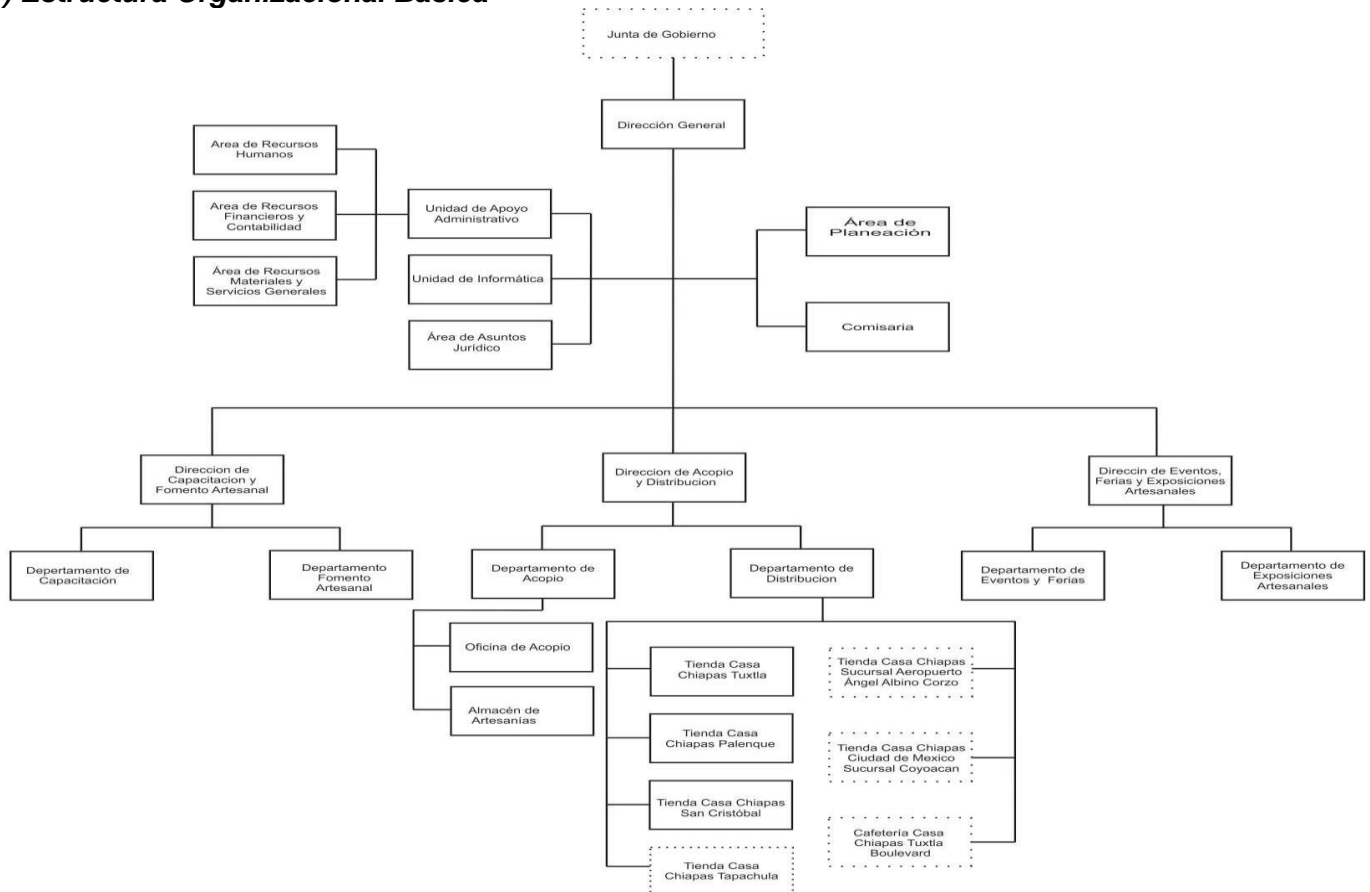 ) Estructura Organizacional Básica
Junta de Gobierno
Dirección General
Area de Recursos
Humanos
Area de Recursos
Financieros y
Contabilidad
Área de Recursos
Materiales y
Servicios Generales
Unidad de Apoyo
Administrativo
Unidad de Informática
Área de Asuntos
Jurídico
Área de
Planeación
Comisaria
Direccion de
Capacitacion y
Fomento Artesanal
Direccion de Acopio
y Distribucion
Direccin de Eventos,
Ferias y Exposiciones
Artesanales
Depertamento de
Capacitación
Departamento
Fomento
Artesanal
Departamento de
Acopio
Departamento de
Distribucion
Departamento de
Eventos y Ferias
Departamento de
Exposiciones
Artesanales
Oficina de Acopio
Almacén de
Artesanías
Tienda Casa
Chiapas Tuxtla
Tienda Casa
Chiapas Palenque
Tienda Casa Chiapas
San Cristóbal
Tienda Casa
Chiapas Tapachula
Tienda Casa Chiapas
Sucursal Aeropuerto
Ángel Albino Corzo
Tienda Casa Chiapas
Ciudad de Mexico
Sucursal Coyoacan
Cafetería Casa
Chiapas Tuxtla
Boulevard